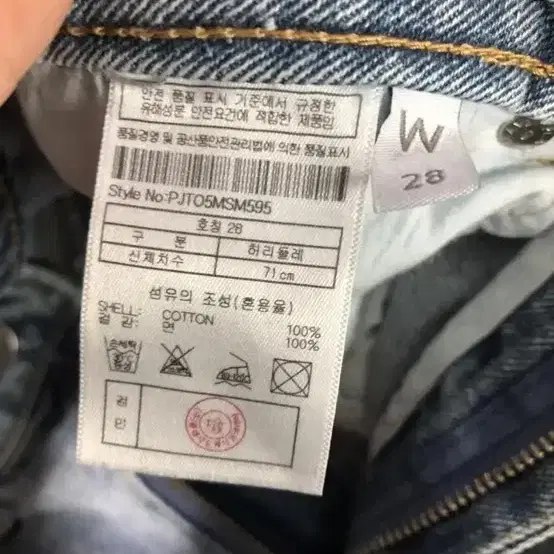 안전 품질 표시 기준에서 규정한
유해성분 안전요건에 적합한 제품임
품질경영 및 공산품안전관리법에 의한 품질표시
Style No:PJTO5MSM595
호칭 28
구 분 허리둘레
신체치수 71cm
섬유의 조성(혼용율)
SHELL: COTTON 100%
겉 감: 면 100%
손세탁
검
인
W
28